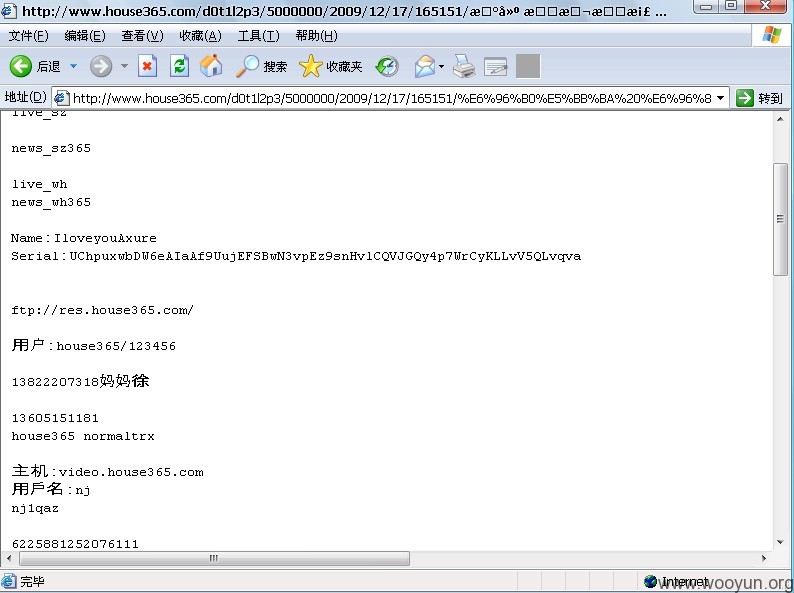 http://www.house365.com/d0t1l2p3/5000000/2009/12/17/165151/
文件(F) 编辑(E) 查看(V) 收藏(A) 工具(T) 帮助(H)
后退 搜索 收藏夹
地址(D) http://www.house365.com/d0t1l2p3/5000000/2009/12/17/165151/%E6%96%B0%E5%BB%BA%20%E6%96%8 转到
live_sz
news_sz365
live_wh
news_wh365
Name:IloveyouAxure
Serial:UChpuxwbDW6eAIaAf9UujEFSBwN3vpEz9snHvlCQVJGQy4p7WrCyKLLvV5QLvqva
ftp://res.house365.com/
用户:house365/123456
13822207318妈妈徐
13605151181
house365 normaltrx
主机:video.house365.com
用戶名:nj
nj1qaz
6225881252076111
完毕 Internet
www.wooyun.org